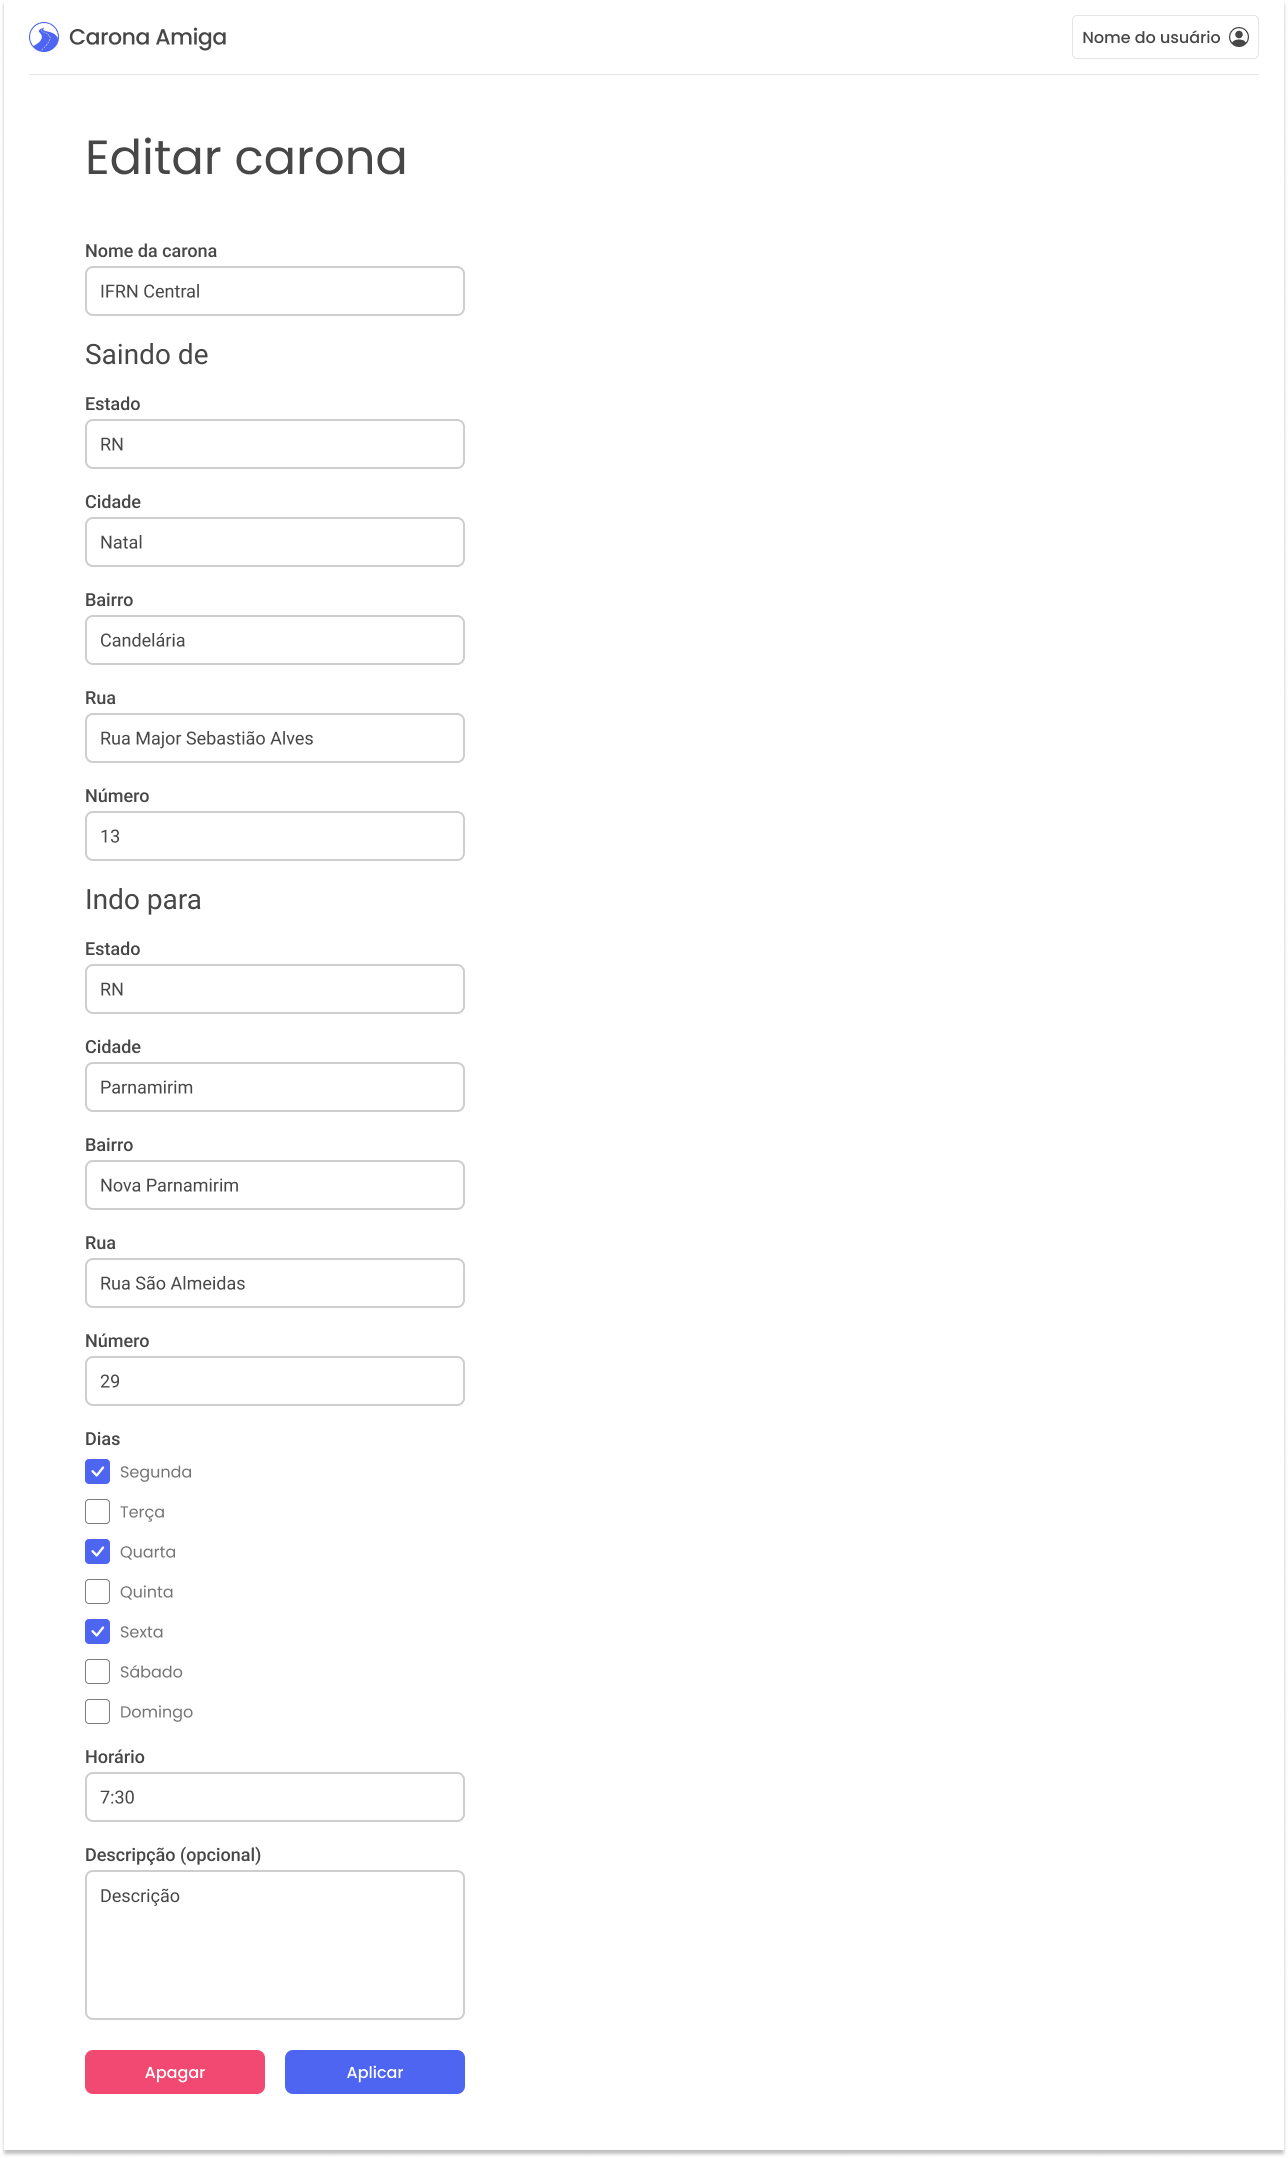 Carona Amiga
Nome do usuário
Editar carona
Nome da carona
IFRN Central
Saindo de
Estado
RN
Cidade
Natal
Bairro
Candelária
Rua
Rua Major Sebastião Alves
Número
13
Indo para
Estado
RN
Cidade
Parnamirim
Bairro
Nova Parnamirim
Rua
Rua São Almeidas
Número
29
Dias
Segunda
Terça
Quarta
Quinta
Sexta
Sábado
Domingo
Horário
7:30
Descripção (opcional)
Descrição
Apagar
Aplicar